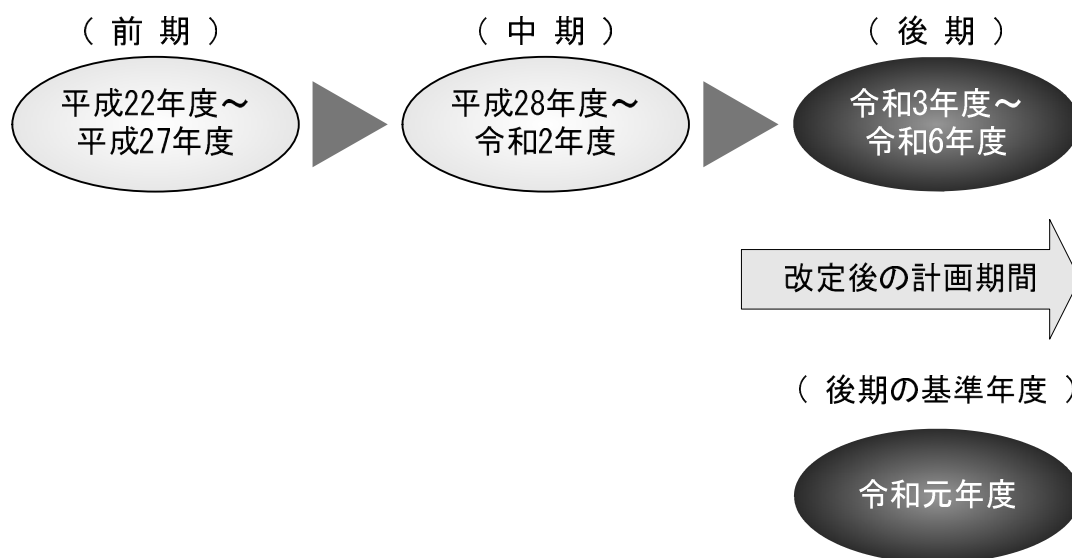 （ 前 期 ）
（ 中 期 ）
（ 後 期 ）
平成22年度～
平成27年度
平成28年度～
令和2年度
令和3年度～
令和6年度
改定後の計画期間
（ 後期の基準年度 ）
令和元年度